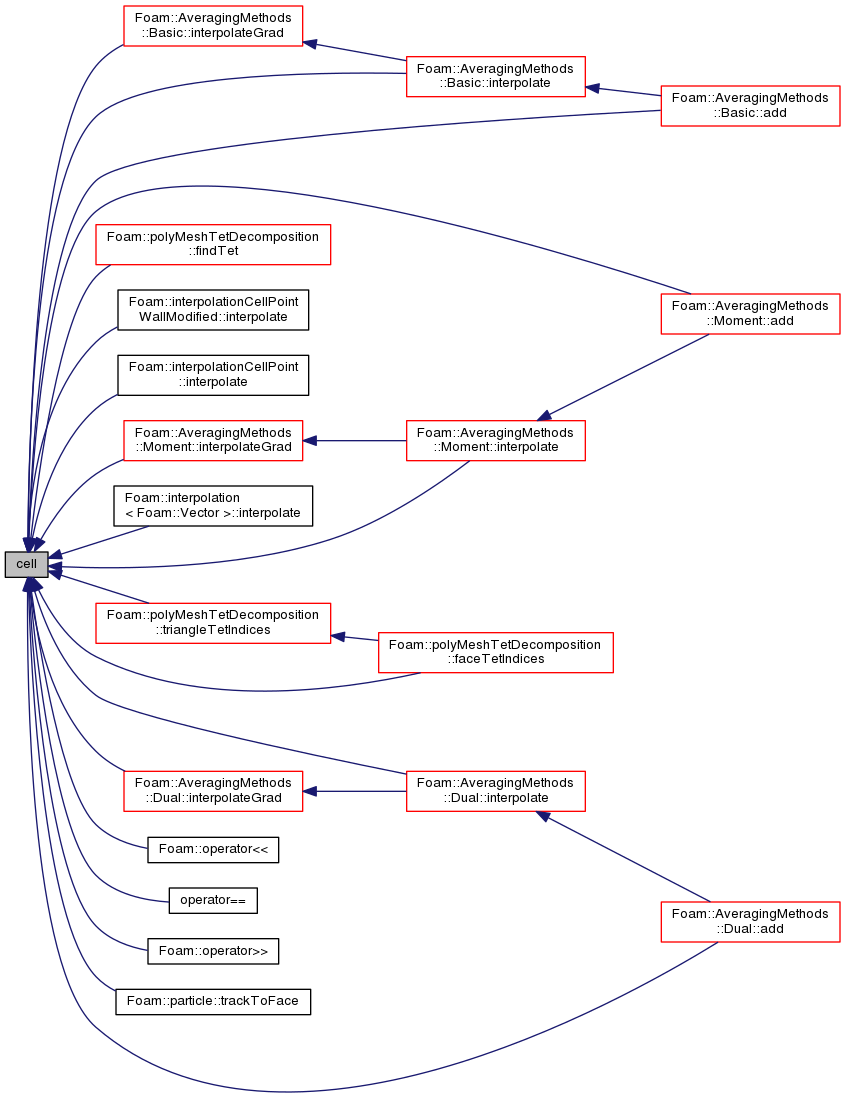 Foam::AveragingMethods
::Basic::interpolateGrad
Foam::AveragingMethods
::Basic::interpolate
Foam::AveragingMethods
::Basic::add
Foam::polyMeshTetDecomposition
::findTet
Foam::interpolationCellPoint
WallModified::interpolate
Foam::AveragingMethods
::Moment::add
Foam::interpolationCellPoint
::interpolate
Foam::AveragingMethods
::Moment::interpolateGrad
Foam::AveragingMethods
::Moment::interpolate
Foam::interpolation
< Foam::Vector >::interpolate
cell
Foam::polyMeshTetDecomposition
::triangleTetIndices
Foam::polyMeshTetDecomposition
::faceTetIndices
Foam::AveragingMethods
::Dual::interpolateGrad
Foam::AveragingMethods
::Dual::interpolate
Foam::operator<<
operator==
Foam::AveragingMethods
::Dual::add
Foam::operator>>
Foam::particle::trackToFace